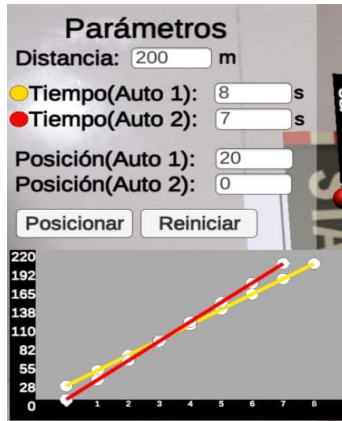 Parámetros
Distancia: 200 m
Tiempo(Auto 1): 8 s
Tiempo(Auto 2): 7 s
Posición(Auto 1): 20
Posición(Auto 2): 0
Posicionar Reiniciar
220
192
165
138
110
82
55
28
0 1 2 3 4 5 6 7 8